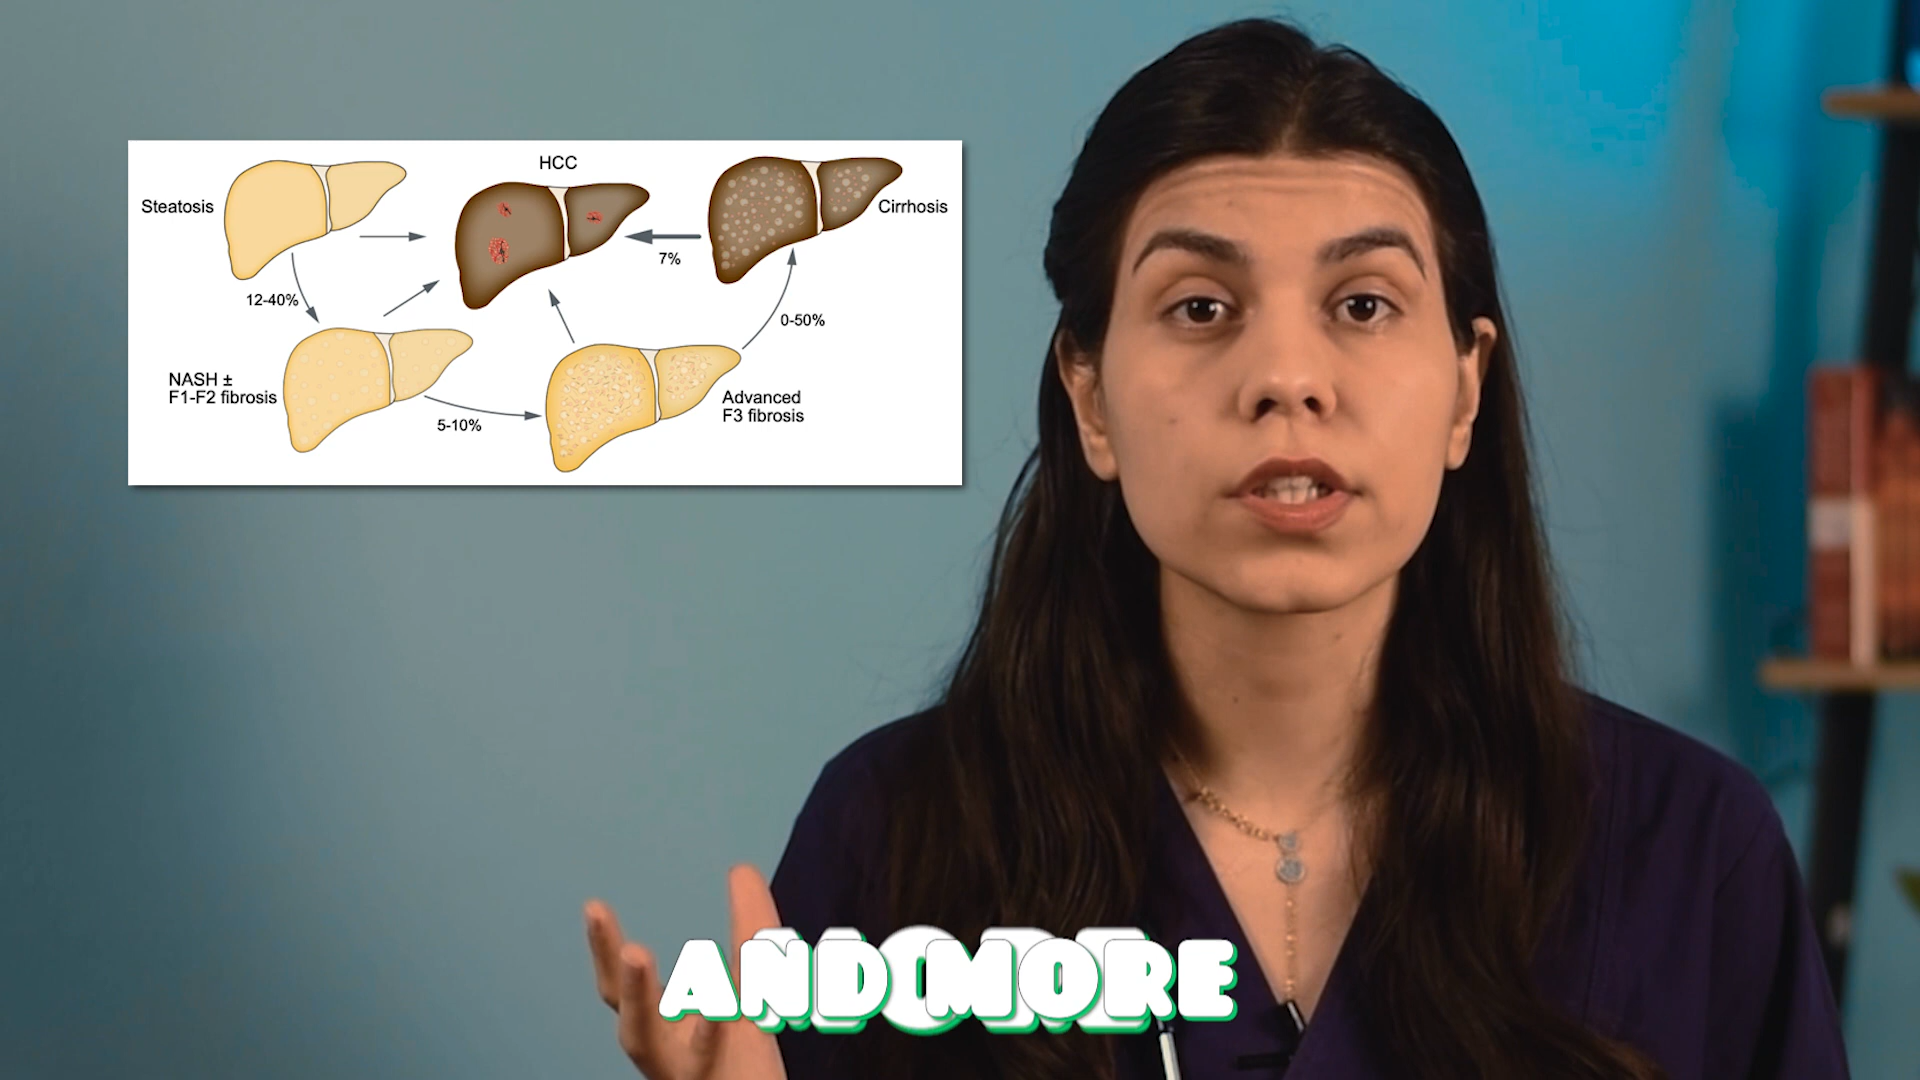 HCC
Steatosis
Cirrhosis
7%
12-40%
0-50%
NASH ±
F1-F2 fibrosis
Advanced
F3 fibrosis
5-10%
AND MORE